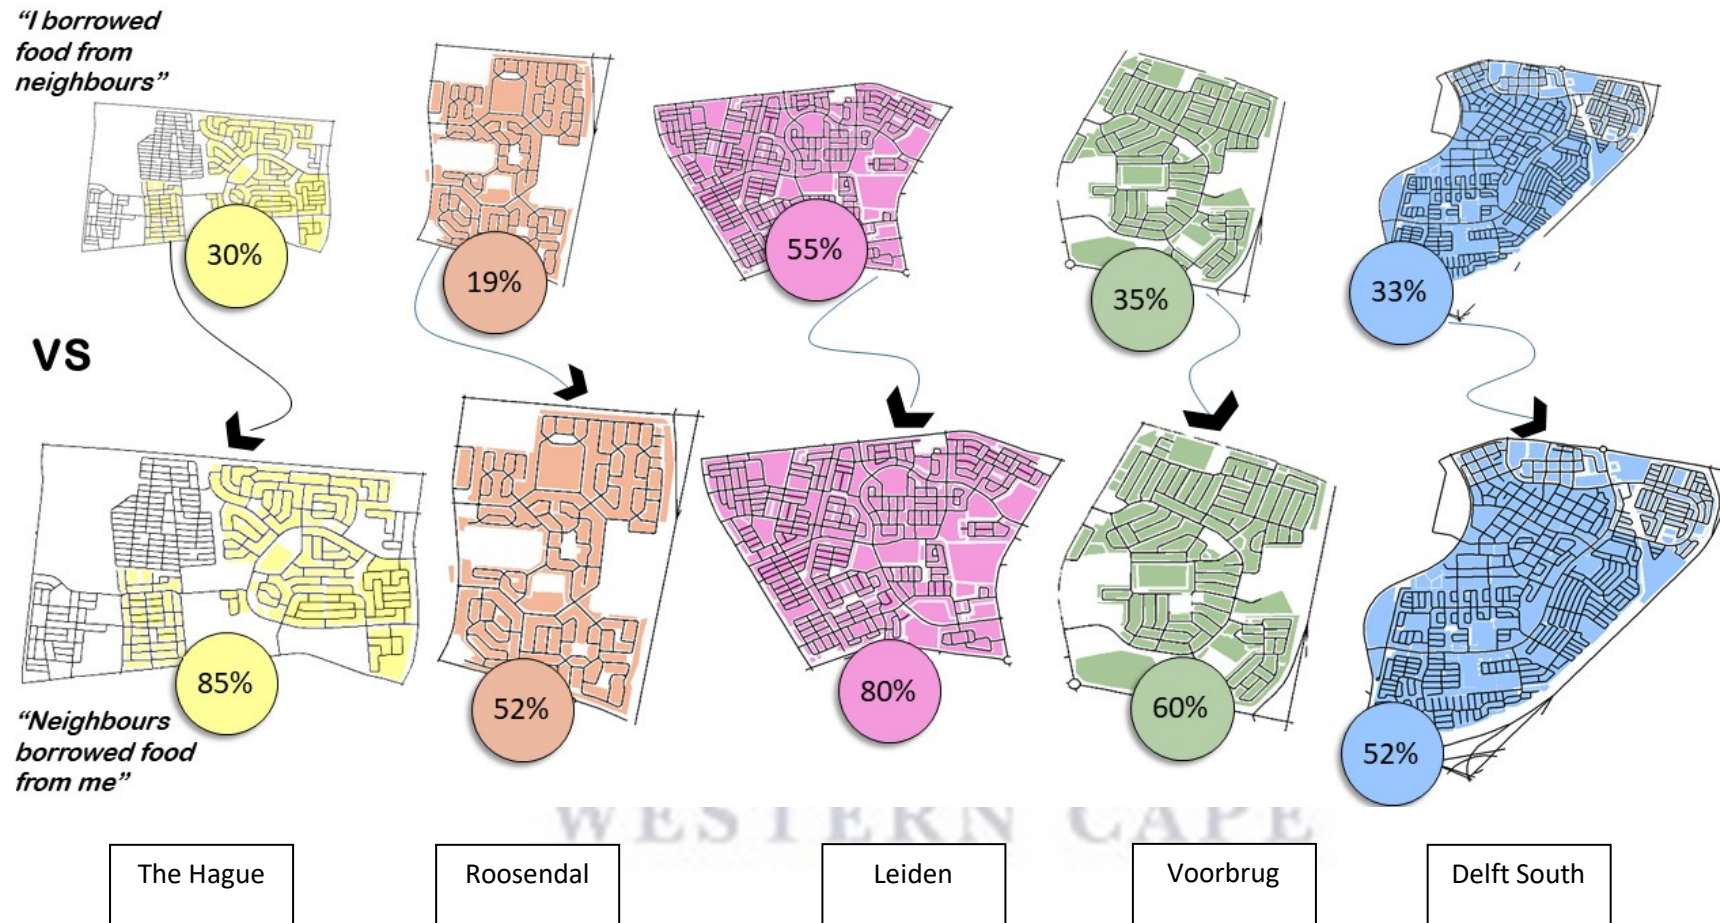 “I borrowed
food from
neighbours”
30%
19%
55%
35%
33%
VS
85%
52%
80%
60%
52%
“Neighbours
borrowed food
from me”
WESTERN CAPE
The Hague
Roosendal
Leiden
Voorbrug
Delft South